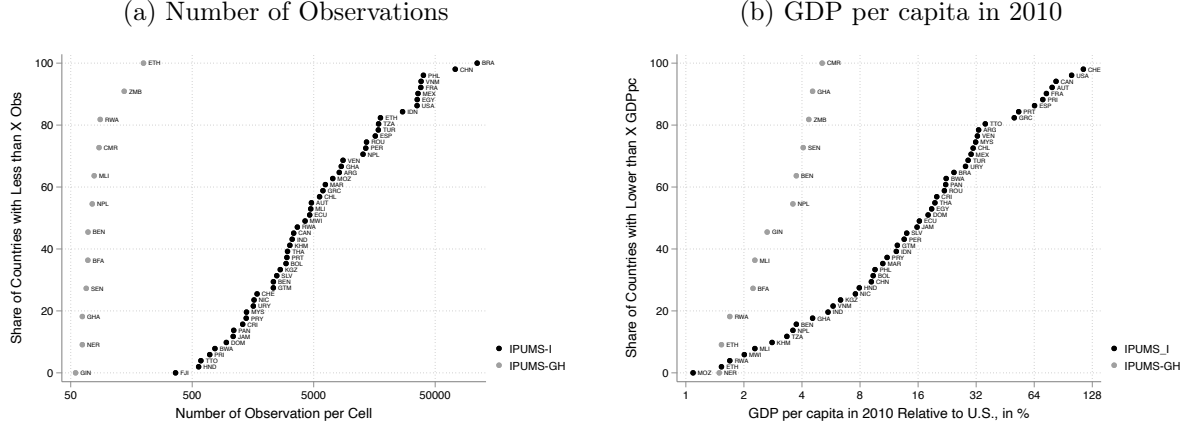 (a) Number of Observations
Share of Countries with Less than X Obs
100
80
60
40
20
0
ETH
ZMB
RWA
CMR
MLI
NPL
BEN
BFA
SEN
GHA
NER
GIN
BRA
CHN
PHL
VNM
FRA
MEX
EGY
USA
IDN
ETH
TZA
TUR
ESP
ROU
PER
NPL
VEN
GHA
ARG
MOZ
MAR
GRC
CHL
AUT
MLI
ECU
MWI
RWA
CAN
IND
KHM
THA
PRT
BOL
KGZ
SLV
BEN
GTM
CHE
NIC
URY
MYS
PRY
CRI
PAN
JAM
DOM
BWA
PRI
TTO
HND
FJI
IPUMS-I
IPUMS-GH
50
500
5000
50000
Number of Observation per Cell
(b) GDP per capita in 2010
Share of Countries with Lower than X GDPpc
100
80
60
40
20
0
CMR
GHA
ZMB
SEN
BEN
NPL
GIN
MLI
BFA
RWA
ETH
NER
CHE
USA
CAN
AUT
FRA
PRI
ESP
PRT
GRC
TTO
ARG
VEN
MYS
CHL
MEX
TUR
URY
BRA
BWA
PAN
ROU
CRI
THA
EGY
DOM
ECU
JAM
SLV
PER
GTM
IDN
PRY
MAR
PHL
BOL
CHN
HND
NIC
KGZ
VNM
IND
GHA
BEN
NPL
TZA
KHM
MLI
MWI
RWA
ETH
MOZ
IPUMS_I
IPUMS-GH
1
2
4
8
16
32
64
128
GDP per capita in 2010 Relative to U.S., in %